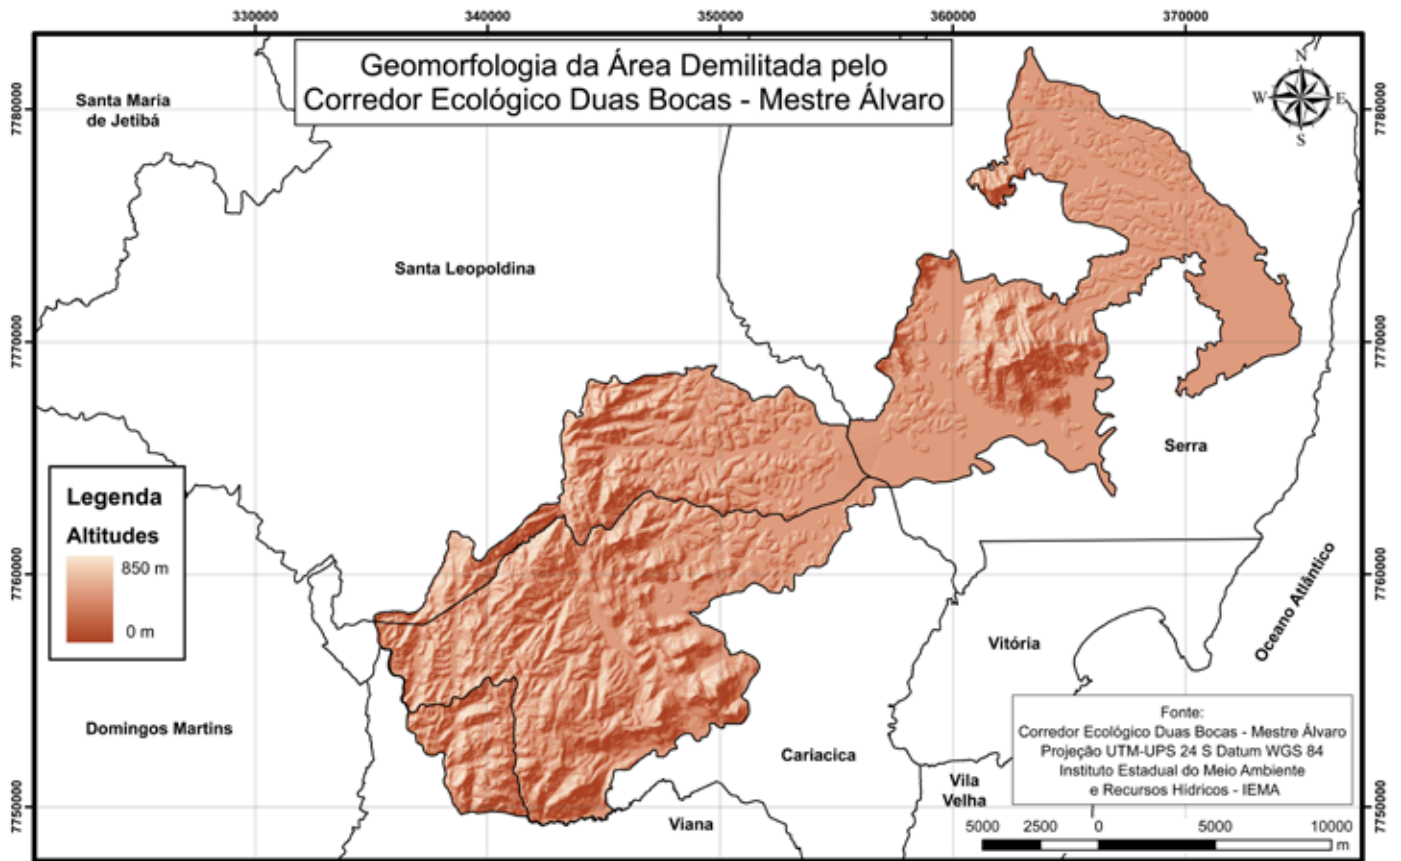 330000
340000
350000
360000
370000
Geomorfologia da Área Demilitada pelo
Corredor Ecológico Duas Bocas - Mestre Álvaro
N
W
E
S
7780000
7780000
Santa Maria
de Jetibá
Santa Leopoldina
7770000
7770000
Serra
Legenda
Altitudes
850 m
0 m
7760000
7760000
Oceano Atlântico
Vitória
Domingos Martins
Cariacica
Vila
Velha
Viana
7750000
7750000
Fonte:
Corredor Ecológico Duas Bocas - Mestre Álvaro
Projeção UTM-UPS 24 S Datum WGS 84
Instituto Estadual do Meio Ambiente
e Recursos Hídricos - IEMA
5000 2500 0 5000 10000
m